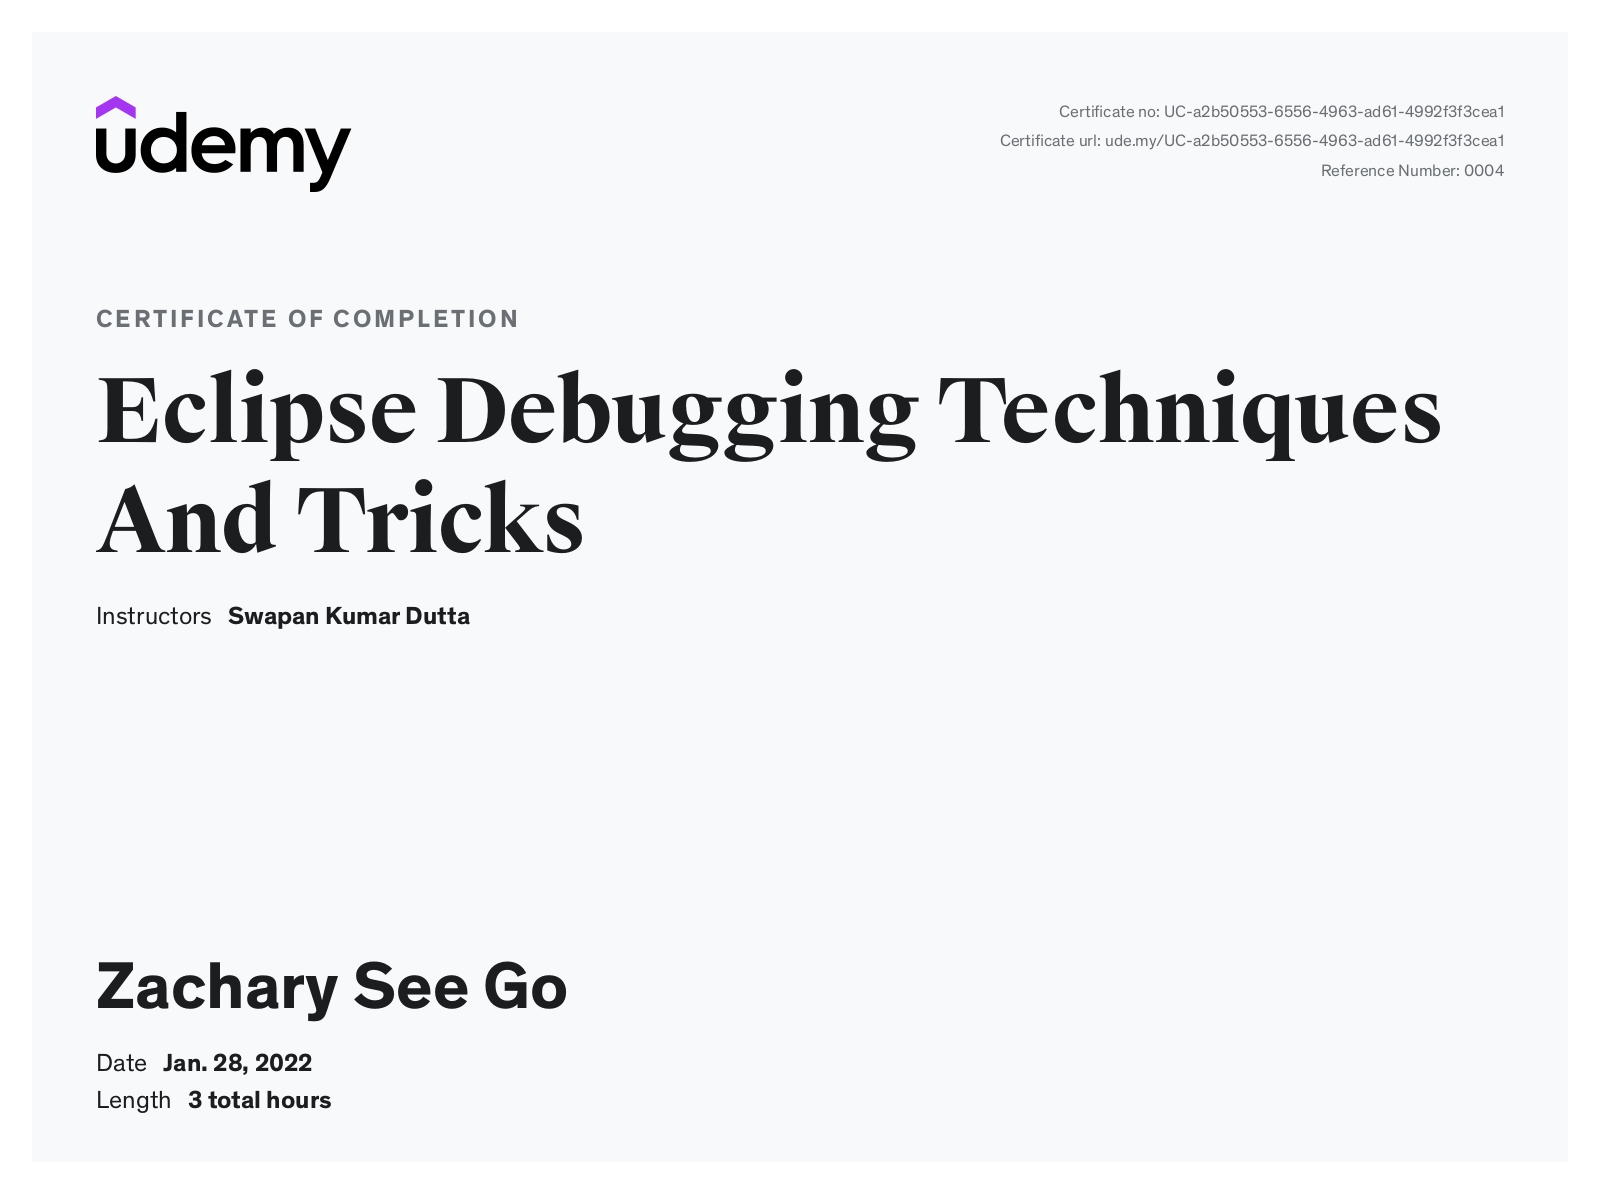 udemy
Certificate no: UC-a2b50553-6556-4963-ad61-4992f3f3cea1
Certificate url: ude.my/UC-a2b50553-6556-4963-ad61-4992f3f3cea1
Reference Number: 0004
CERTIFICATE OF COMPLETION
Eclipse Debugging Techniques
And Tricks
Instructors Swapan Kumar Dutta
Zachary See Go
Date Jan. 28, 2022
Length 3 total hours